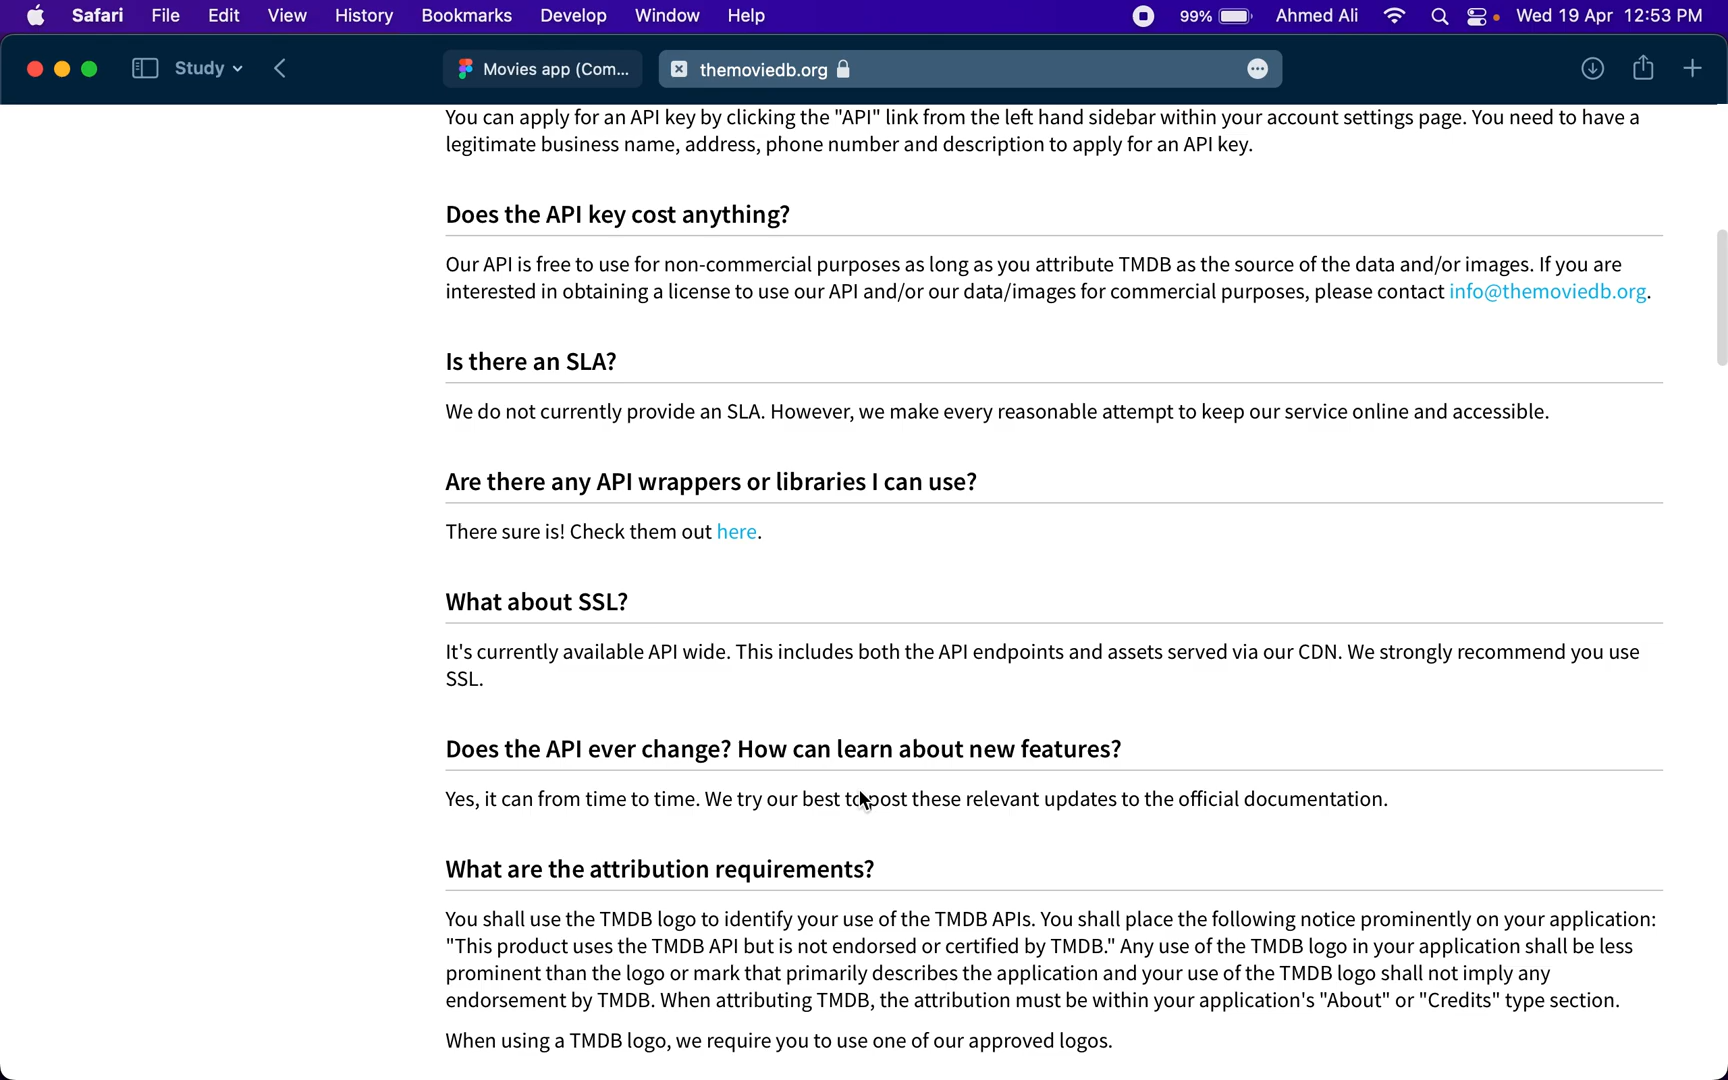 Safari File Edit View History Bookmarks Develop Window Help 99% Ahmed Ali Wed 19 Apr 12:53 PM
Study Movies app (Com... themoviedb.org
You can apply for an API key by clicking the "API" link from the left hand sidebar within your account settings page. You need to have a
legitimate business name, address, phone number and description to apply for an API key.
Does the API key cost anything?
Our API is free to use for non-commercial purposes as long as you attribute TMDB as the source of the data and/or images. If you are
interested in obtaining a license to use our API and/or our data/images for commercial purposes, please contact info@themoviedb.org.
Is there an SLA?
We do not currently provide an SLA. However, we make every reasonable attempt to keep our service online and accessible.
Are there any API wrappers or libraries I can use?
There sure is! Check them out here.
What about SSL?
It's currently available API wide. This includes both the API endpoints and assets served via our CDN. We strongly recommend you use
SSL.
Does the API ever change? How can learn about new features?
Yes, it can from time to time. We try our best to post these relevant updates to the official documentation.
What are the attribution requirements?
You shall use the TMDB logo to identify your use of the TMDB APIs. You shall place the following notice prominently on your application:
"This product uses the TMDB API but is not endorsed or certified by TMDB." Any use of the TMDB logo in your application shall be less
prominent than the logo or mark that primarily describes the application and your use of the TMDB logo shall not imply any
endorsement by TMDB. When attributing TMDB, the attribution must be within your application's "About" or "Credits" type section.
When using a TMDB logo, we require you to use one of our approved logos.